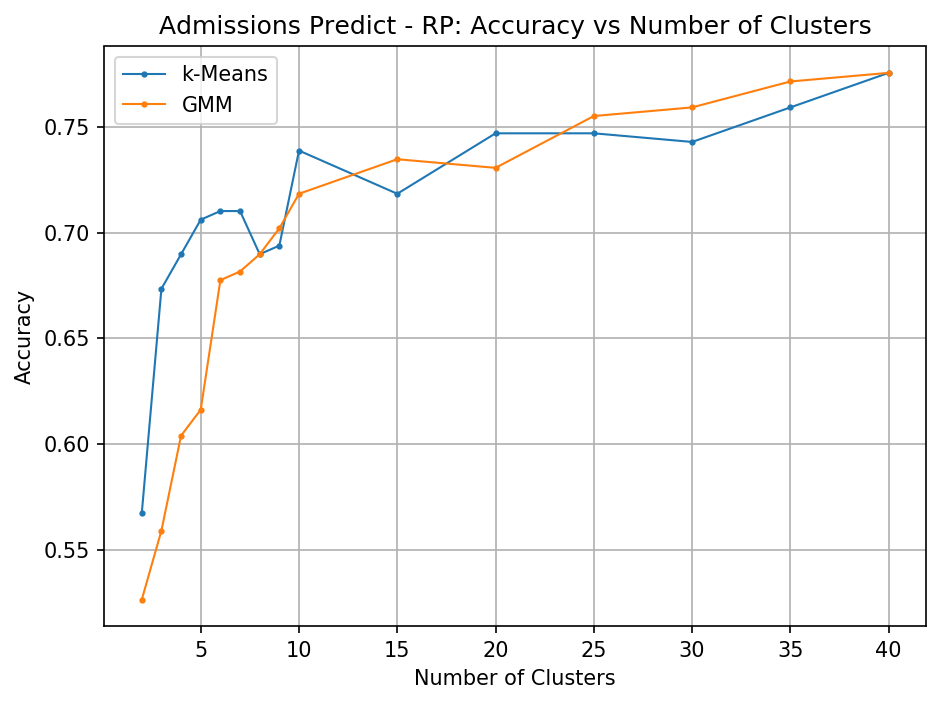 Admissions Predict - RP: Accuracy vs Number of Clusters
k-Means
GMM
0.75
0.70
0.65
0.60
0.55
Accuracy
5 10 15 20 25 30 35 40
Number of Clusters